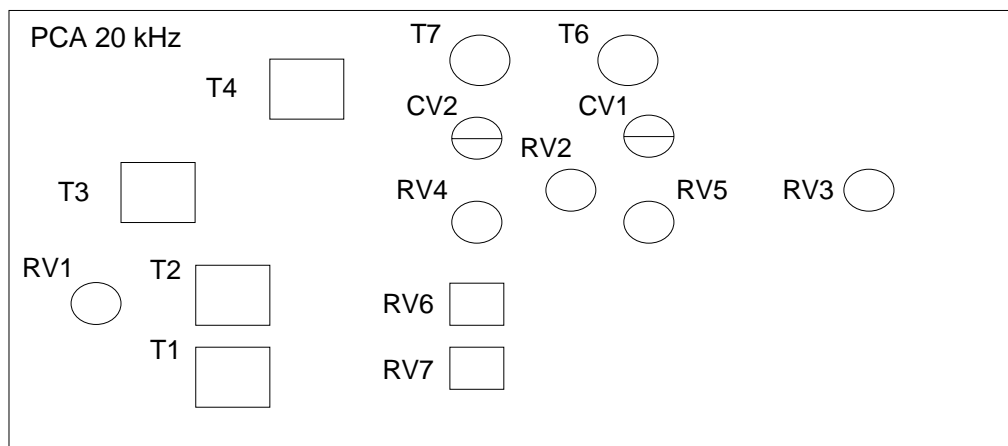 PCA 20 kHz
T7
T6
T4
CV2
CV1
RV2
T3
RV4
RV5
RV3
RV1
T2
RV6
T1
RV7